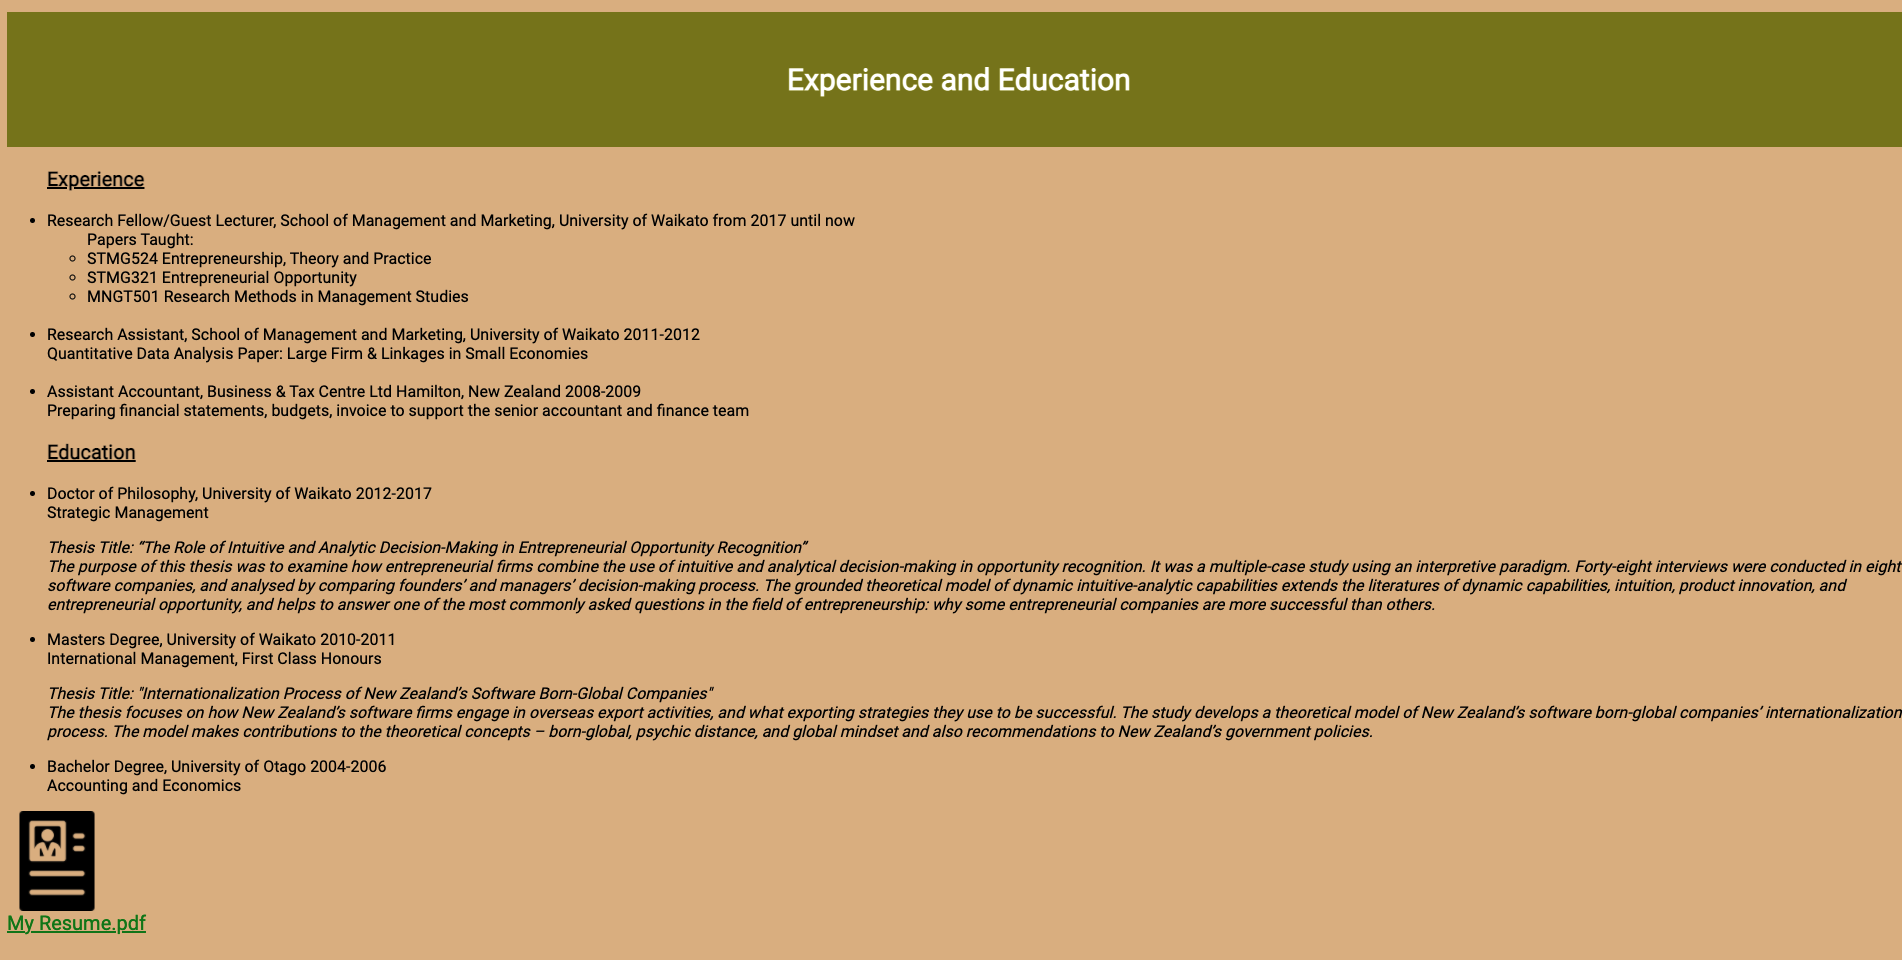 Experience and Education
Experience
Research Fellow/Guest Lecturer, School of Management and Marketing, University of Waikato from 2017 until now
Papers Taught:
STMG524 Entrepreneurship, Theory and Practice
STMG321 Entrepreneurial Opportunity
MNGT501 Research Methods in Management Studies
Research Assistant, School of Management and Marketing, University of Waikato 2011-2012
Quantitative Data Analysis Paper: Large Firm & Linkages in Small Economies
Assistant Accountant, Business & Tax Centre Ltd Hamilton, New Zealand 2008-2009
Preparing financial statements, budgets, invoice to support the senior accountant and finance team
Education
Doctor of Philosophy, University of Waikato 2012-2017
Strategic Management
Thesis Title: “The Role of Intuitive and Analytic Decision-Making in Entrepreneurial Opportunity Recognition”
The purpose of this thesis was to examine how entrepreneurial firms combine the use of intuitive and analytical decision-making in opportunity recognition. It was a multiple-case study using an interpretive paradigm. Forty-eight interviews were conducted in eight
software companies, and analysed by comparing founders’ and managers’ decision-making process. The grounded theoretical model of dynamic intuitive-analytic capabilities extends the literatures of dynamic capabilities, intuition, product innovation, and
entrepreneurial opportunity, and helps to answer one of the most commonly asked questions in the field of entrepreneurship: why some entrepreneurial companies are more successful than others.
Masters Degree, University of Waikato 2010-2011
International Management, First Class Honours
Thesis Title: "Internationalization Process of New Zealand’s Software Born-Global Companies"
The thesis focuses on how New Zealand’s software firms engage in overseas export activities, and what exporting strategies they use to be successful. The study develops a theoretical model of New Zealand’s software born-global companies’ internationalization
process. The model makes contributions to the theoretical concepts – born-global, psychic distance, and global mindset and also recommendations to New Zealand’s government policies.
Bachelor Degree, University of Otago 2004-2006
Accounting and Economics
My Resume.pdf